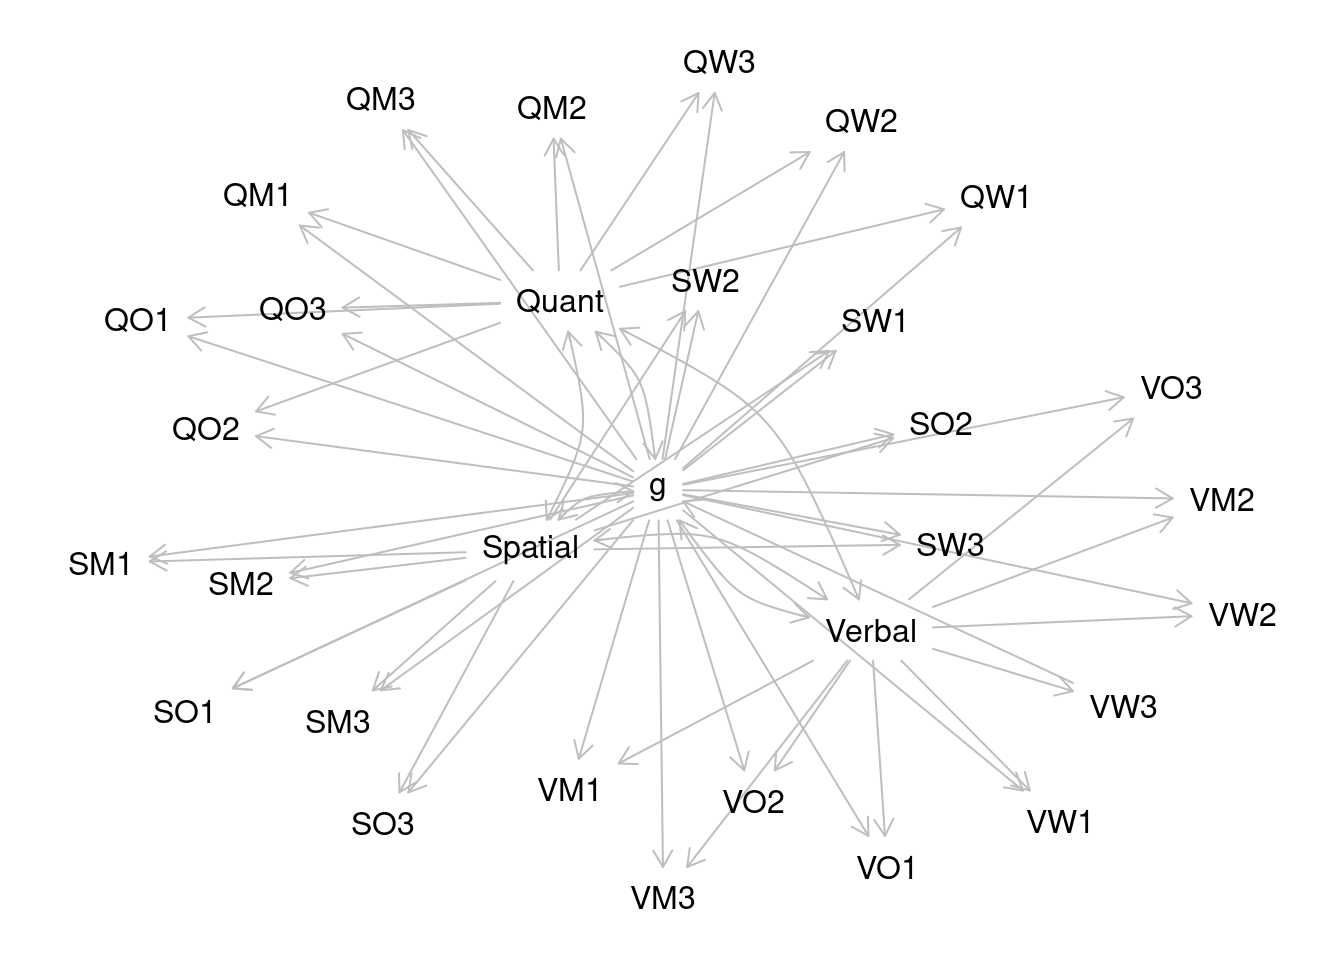 QW3
QM3
QM2
QW2
QM1
QW1
SW2
Quant
QO3
QO1
SW1
VO3
SO2
QO2
g
VM2
Spatial
SW3
SM1
SM2
VW2
Verbal
VW3
SO1
SM3
VM1
VO2
SO3
VW1
VO1
VM3